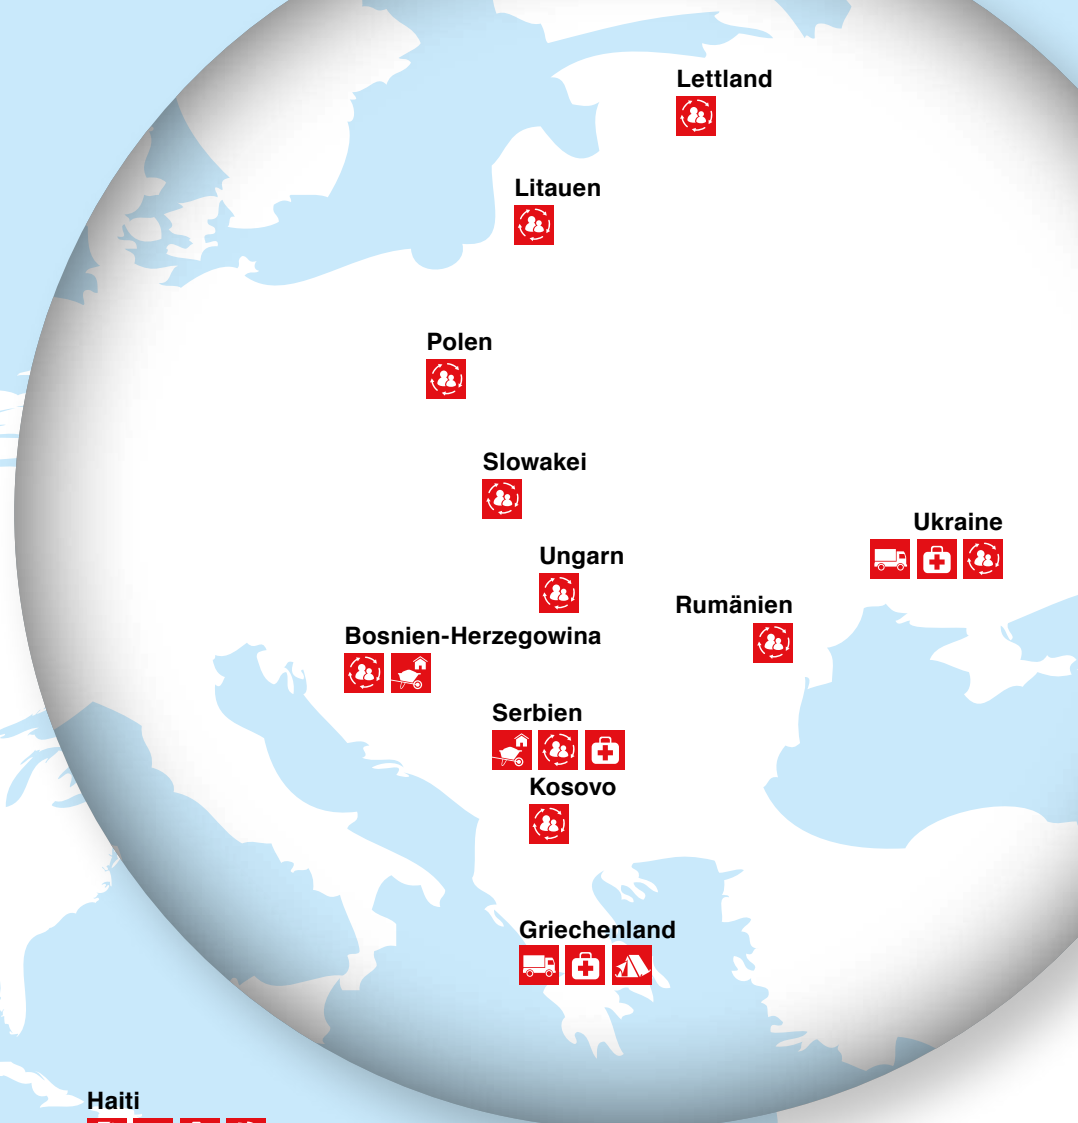 Lettland
Litauen
Polen
Slowakei
Ukraine
Ungarn
Rumänien
Bosnien-Herzegowina
Serbien
Kosovo
Griechenland
Haiti